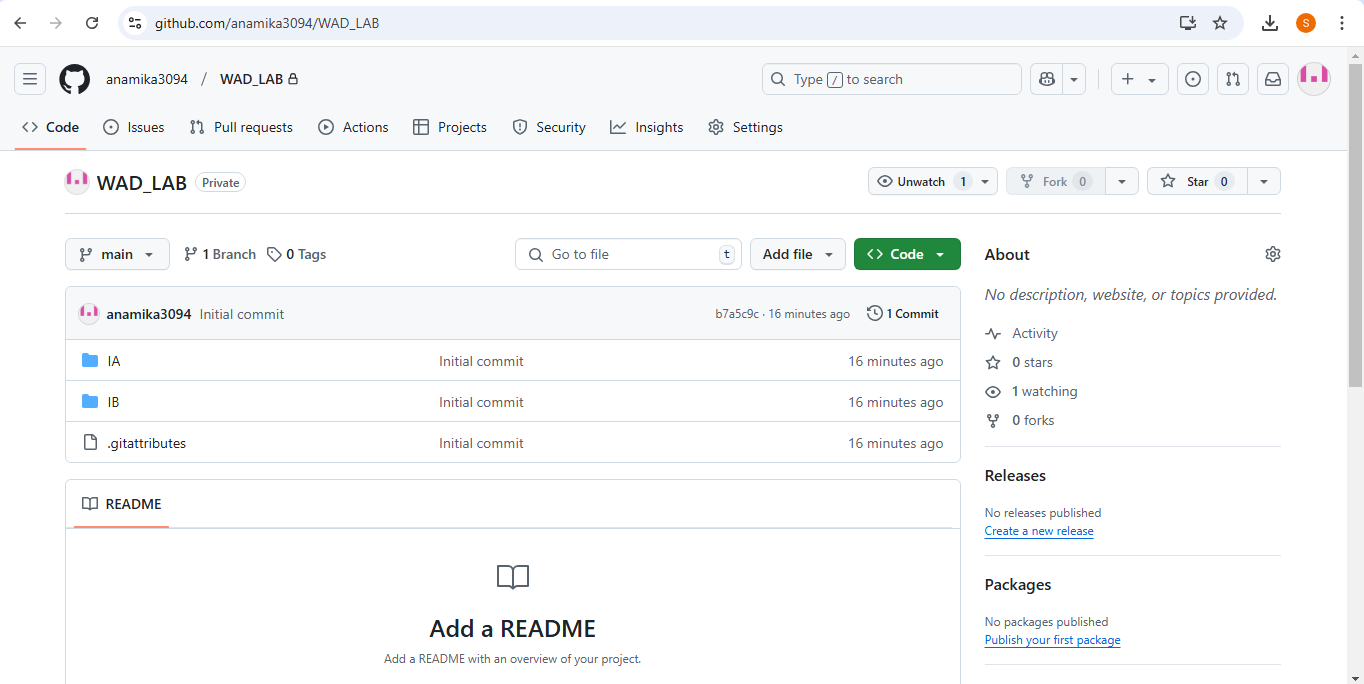 github.com/anamika3094/WAD_LAB
S
anamika3094 / WAD_LAB
Type / to search
Code Issues Pull requests Actions Projects Security Insights Settings
WAD_LAB Private
Unwatch 1 Fork 0 Star 0
main 1 Branch 0 Tags
Go to file t Add file Code
About
No description, website, or topics provided.
anamika3094 Initial commit b7a5c9c · 16 minutes ago 1 Commit
IA Initial commit 16 minutes ago
IB Initial commit 16 minutes ago
.gitattributes Initial commit 16 minutes ago
Activity
0 stars
1 watching
0 forks
README
Add a README
Add a README with an overview of your project.
Releases
No releases published
Create a new release
Packages
No packages published
Publish your first package